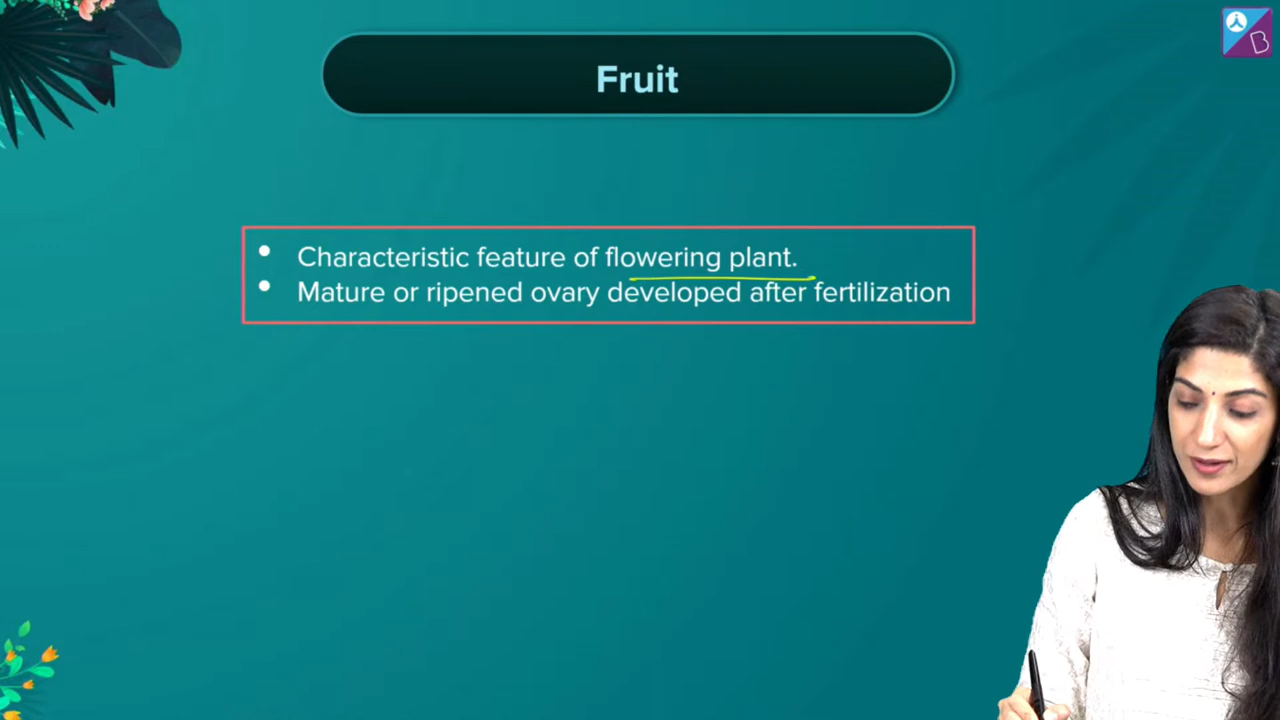 Fruit
• Characteristic feature of flowering plant.
• Mature or ripened ovary developed after fertilization
B